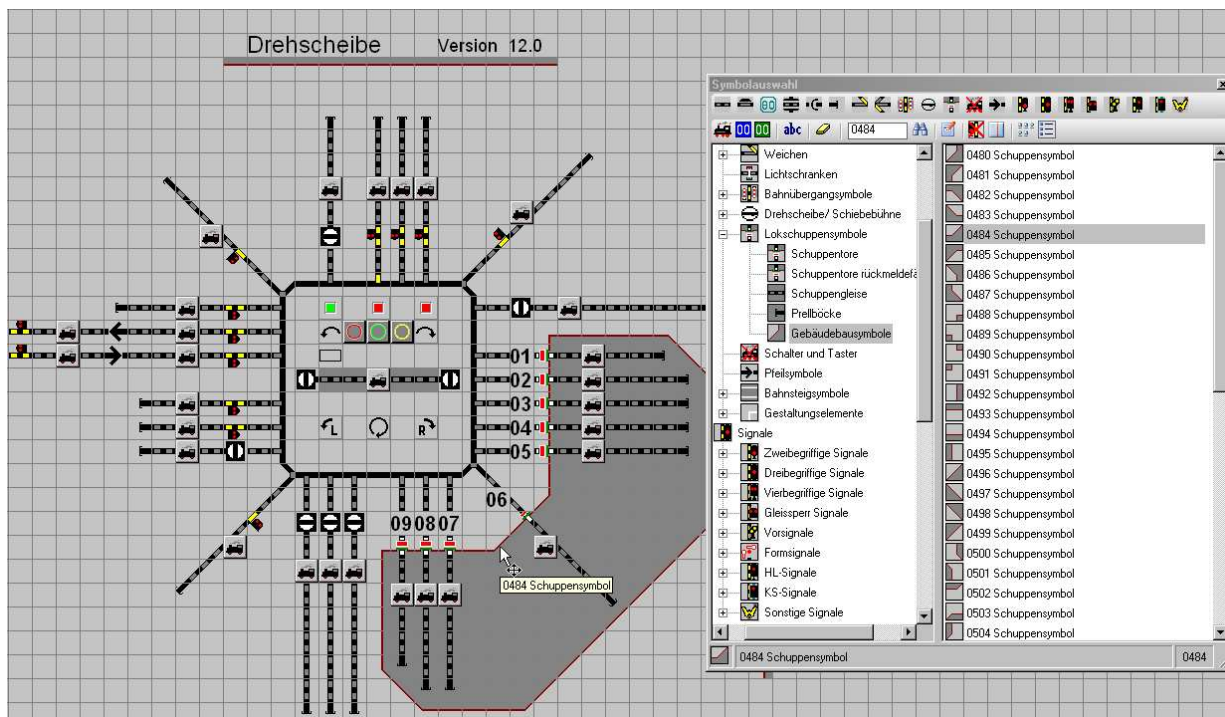 Drehscheibe Version 12.0
01
02
03
04
05
06
09 08 07
L
R
0484 Schuppensymbol
Symbolauswahl
00 00 abc 0484
Weichen
Lichtschranken
Bahnübergangsymbole
Drehscheibe/ Schiebebühne
Lokschuppensymbole
Schuppentore
Schuppentore rückmeldefä
Schuppengleise
Prellböcke
Gebäudebausymbole
Schalter und Taster
Pfeilsymbole
Bahnsteigsymbole
Gestaltungselemente
Signale
Zweibegriffige Signale
Dreibegriffige Signale
Vierbegriffige Signale
Gleissperr Signale
Vorsignale
Formsignale
HL-Signale
KS-Signale
Sonstige Signale
0480 Schuppensymbol
0481 Schuppensymbol
0482 Schuppensymbol
0483 Schuppensymbol
0484 Schuppensymbol
0485 Schuppensymbol
0486 Schuppensymbol
0487 Schuppensymbol
0488 Schuppensymbol
0489 Schuppensymbol
0490 Schuppensymbol
0491 Schuppensymbol
0492 Schuppensymbol
0493 Schuppensymbol
0494 Schuppensymbol
0495 Schuppensymbol
0496 Schuppensymbol
0497 Schuppensymbol
0498 Schuppensymbol
0499 Schuppensymbol
0500 Schuppensymbol
0501 Schuppensymbol
0502 Schuppensymbol
0503 Schuppensymbol
0504 Schuppensymbol
0484 Schuppensymbol 0484